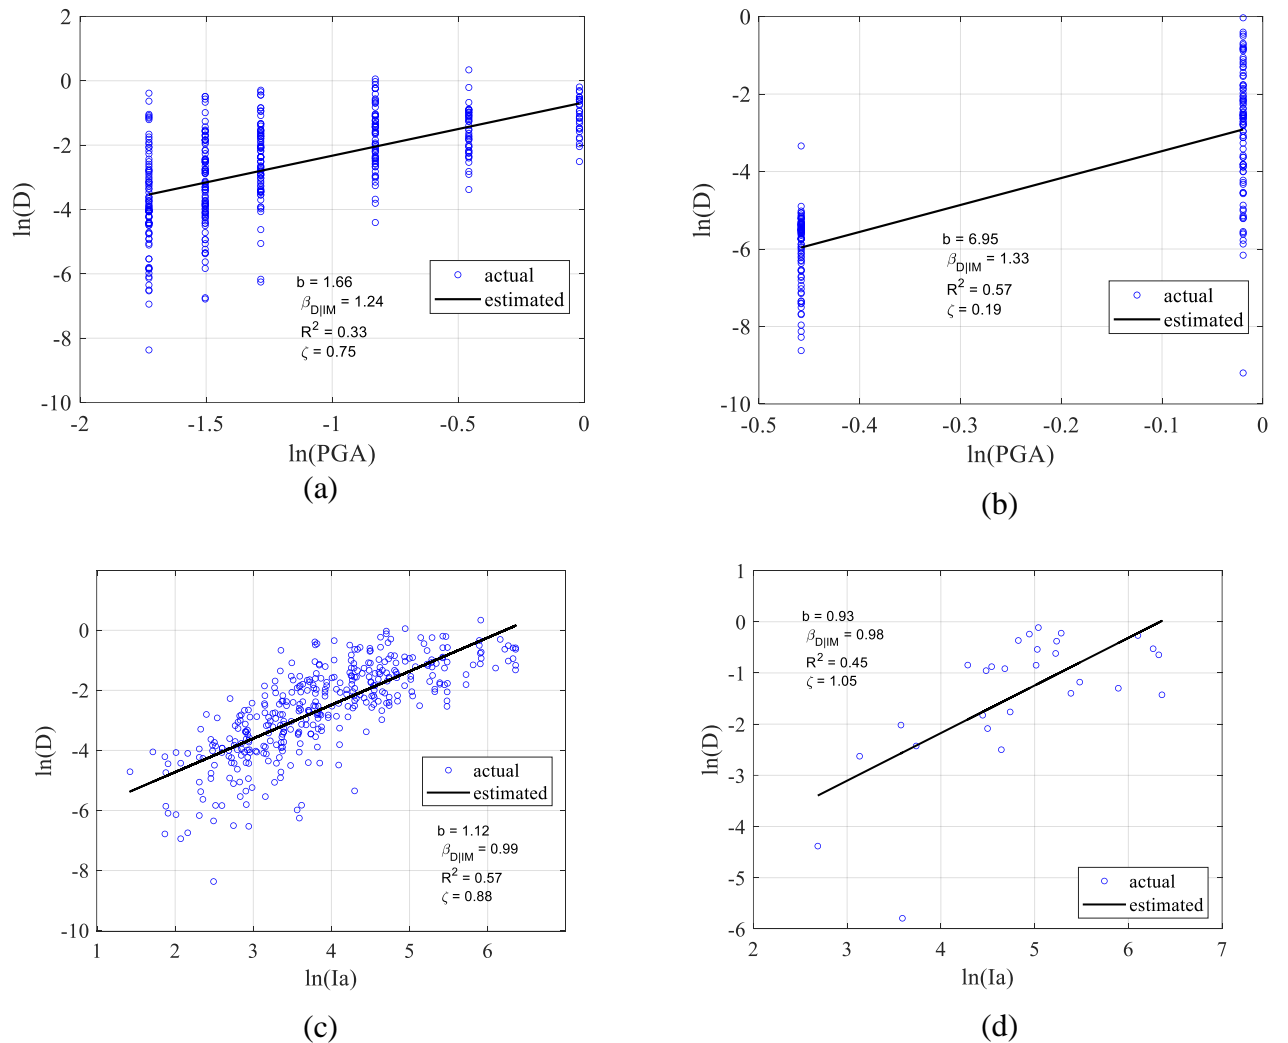 2
0
-2
-4
-6
-8
-10
ln(D)
-2
-1.5
-1
-0.5
0
ln(PGA)
b = 1.66
β_D|IM = 1.24
R² = 0.33
ζ = 0.75
actual
estimated
(a)
0
-2
-4
-6
-8
-10
ln(D)
-0.5
-0.4
-0.3
-0.2
-0.1
0
ln(PGA)
b = 6.95
β_D|IM = 1.33
R² = 0.57
ζ = 0.19
actual
estimated
(b)
0
-2
-4
-6
-8
-10
ln(D)
1
2
3
4
5
6
ln(Ia)
actual
estimated
b = 1.12
β_D|IM = 0.99
R² = 0.57
ζ = 0.88
(c)
1
0
-1
-2
-3
-4
-5
-6
ln(D)
2
3
4
5
6
7
ln(Ia)
b = 0.93
β_D|IM = 0.98
R² = 0.45
ζ = 1.05
actual
estimated
(d)